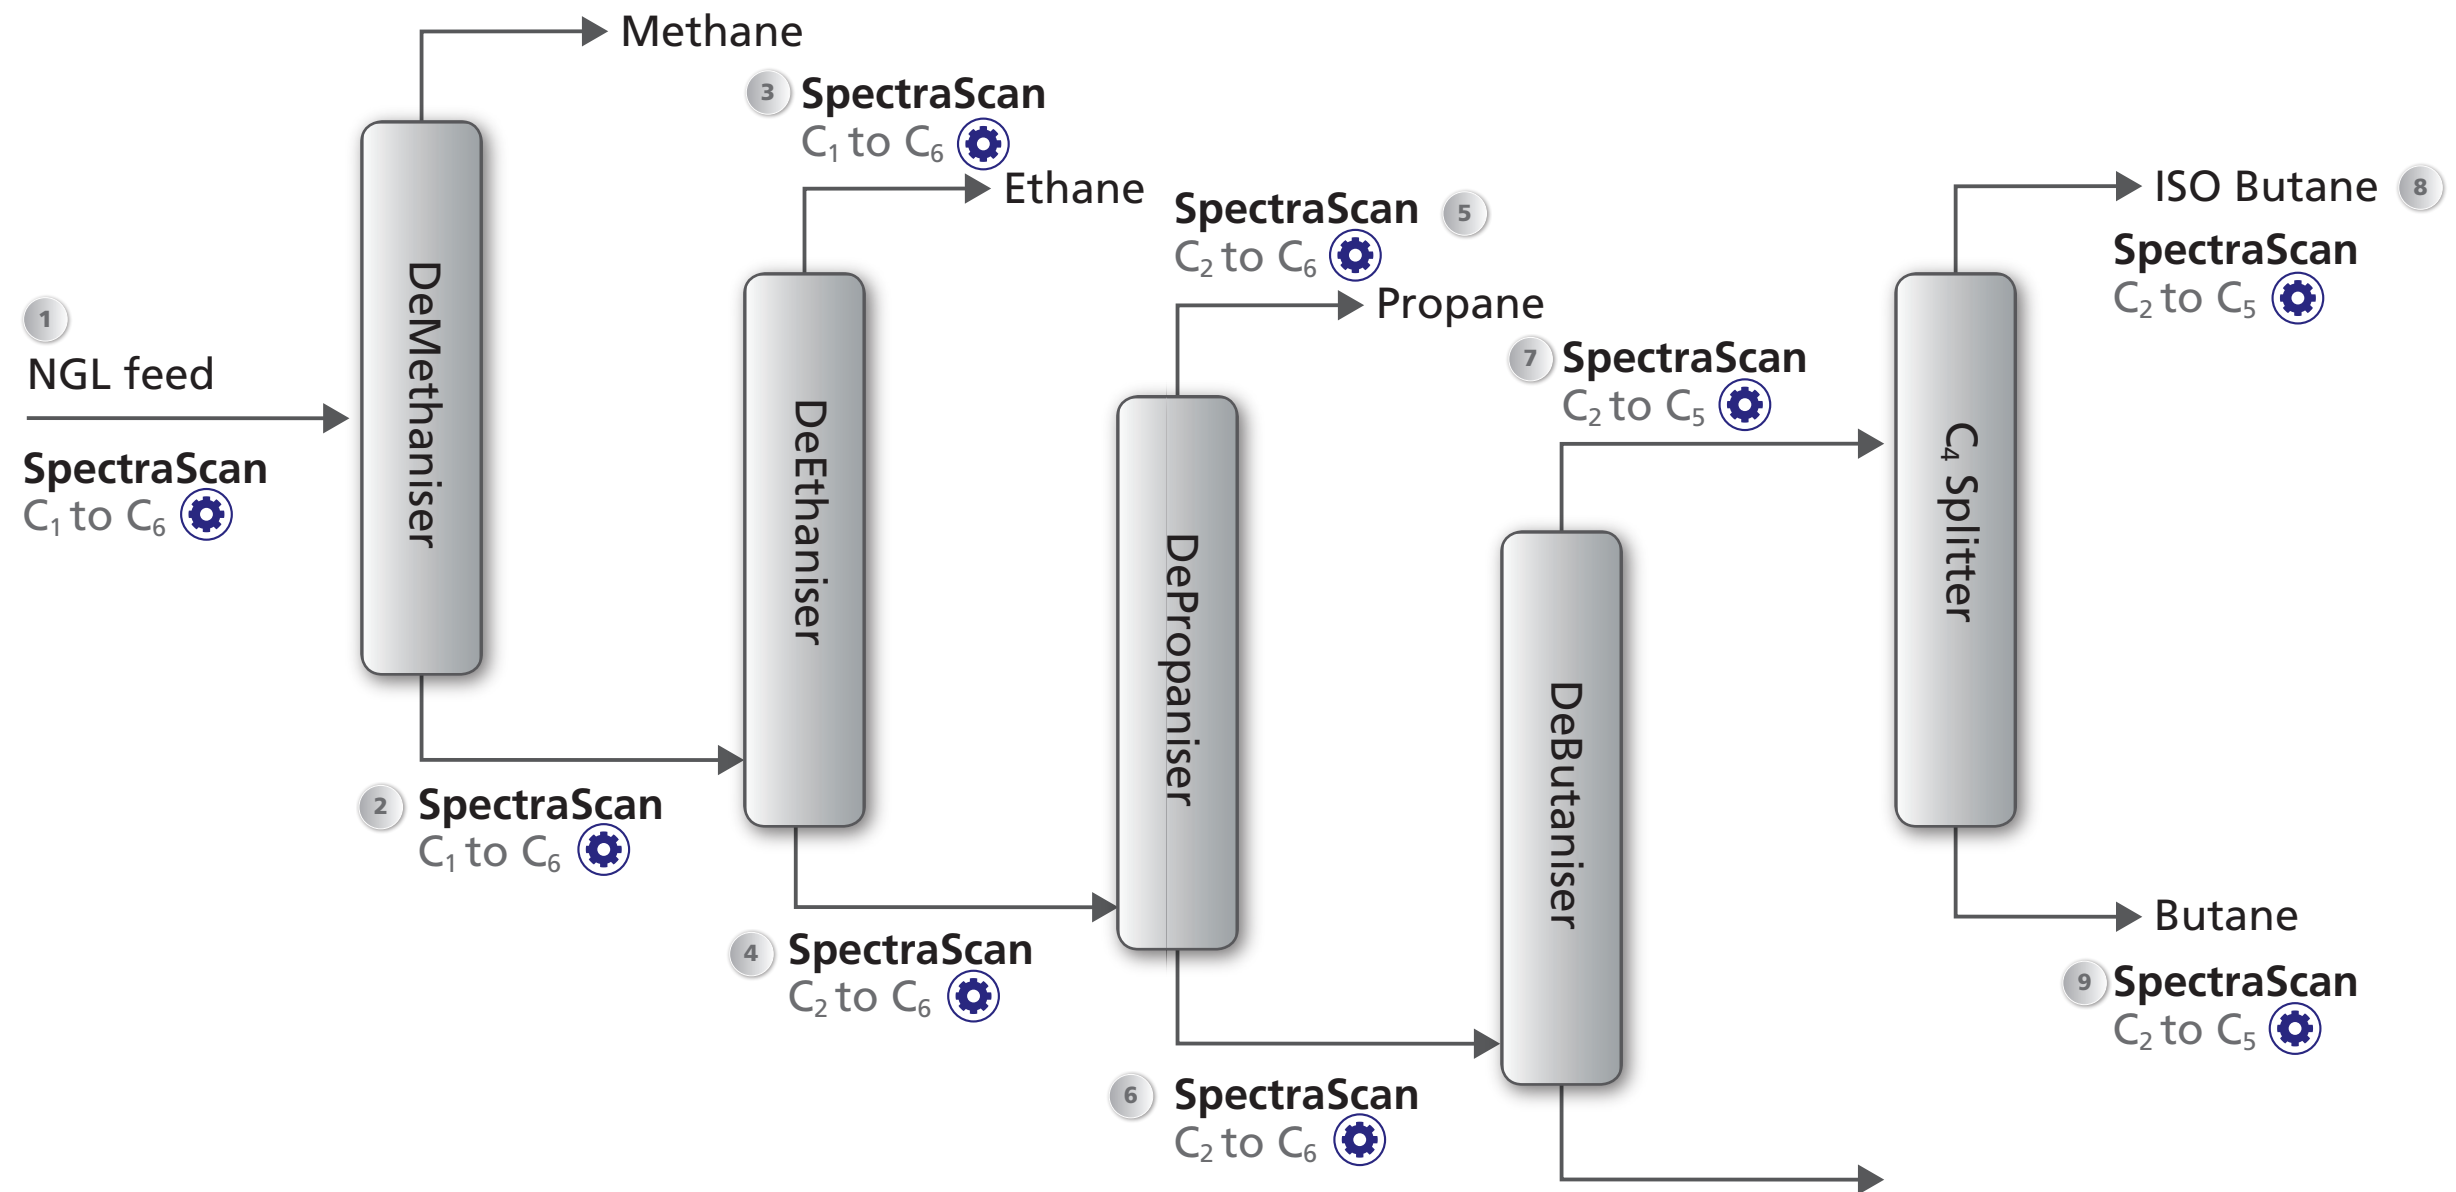 Methane
3 SpectraScan
C₁ to C₆
Ethane
SpectraScan 5
C₂ to C₆
Propane
ISO Butane 8
SpectraScan
C₂ to C₅
1
NGL feed
SpectraScan
C₁ to C₆
7 SpectraScan
C₂ to C₅
DeMethaniser
DeEthaniser
DePropaniser
DeButaniser
C₄ Splitter
2 SpectraScan
C₁ to C₆
4 SpectraScan
C₂ to C₆
6 SpectraScan
C₂ to C₆
Butane
9 SpectraScan
C₂ to C₅